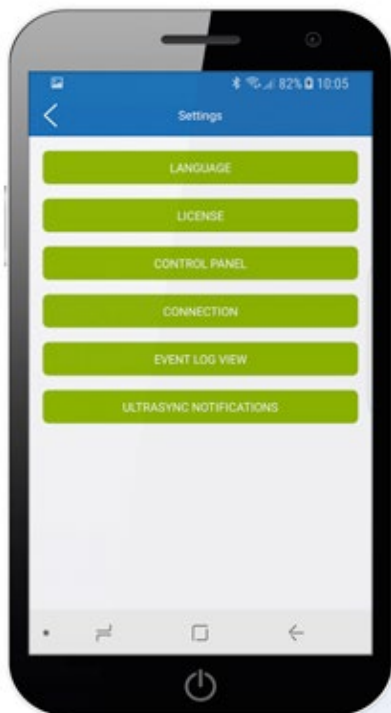 82% 10:05
Settings
LANGUAGE
LICENSE
CONTROL PANEL
CONNECTION
EVENT LOG VIEW
ULTRASYNC NOTIFICATIONS